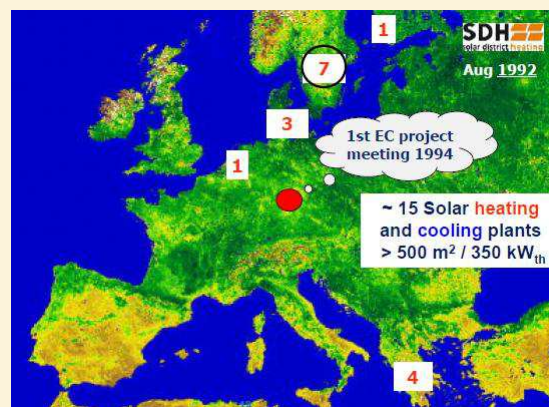 1
SDH
solar district heating
Aug 1992
7
3
1st EC project
meeting 1994
1
~ 15 Solar heating
and cooling plants
> 500 m² / 350 kWth
4